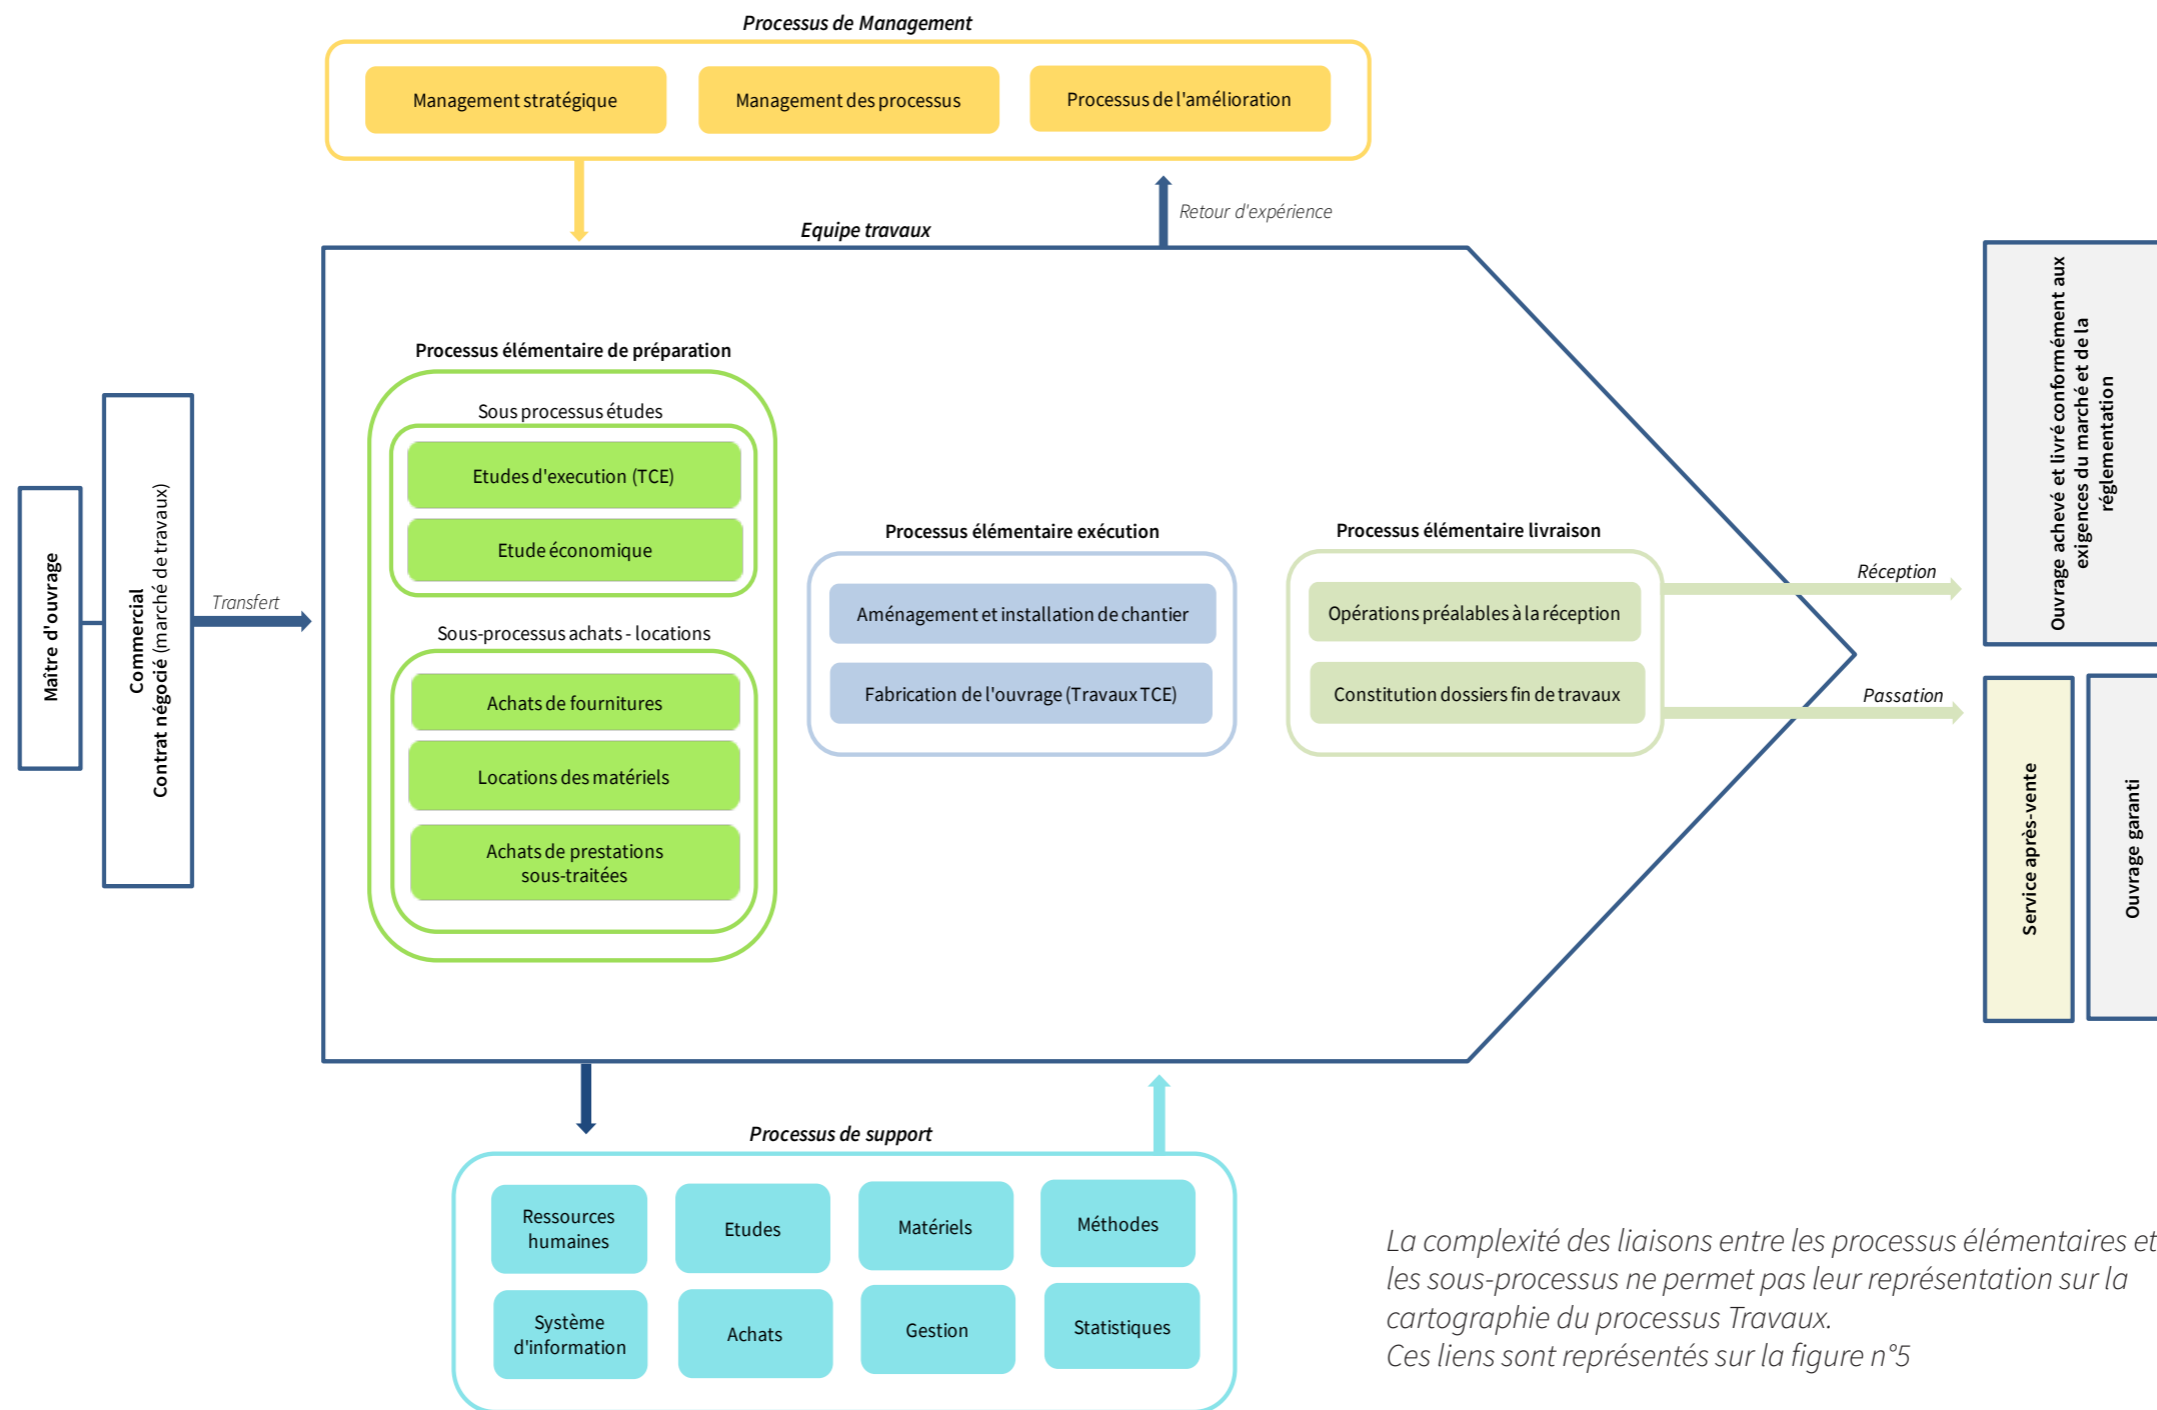 Processus de Management
Management stratégique
Management des processus
Processus de l'amélioration
Retour d'expérience
Equipe travaux
Maître d'ouvrage
Commercial
Contrat négocié (marché de travaux)
Transfert
Processus élémentaire de préparation
Sous processus études
Etudes d'execution (TCE)
Etude économique
Sous-processus achats - locations
Achats de fournitures
Locations des matériels
Achats de prestations
sous-traitées
Processus élémentaire exécution
Aménagement et installation de chantier
Fabrication de l'ouvrage (Travaux TCE)
Processus élémentaire livraison
Opérations préalables à la réception
Constitution dossiers fin de travaux
Réception
Passation
Ouvrage achevé et livré conformément aux
exigences du marché et de la
réglementation
Service après-vente
Ouvrage garanti
Processus de support
Ressources
humaines
Etudes
Matériels
Méthodes
Système
d'information
Achats
Gestion
Statistiques
La complexité des liaisons entre les processus élémentaires et
les sous-processus ne permet pas leur représentation sur la
cartographie du processus Travaux.
Ces liens sont représentés sur la figure n°5